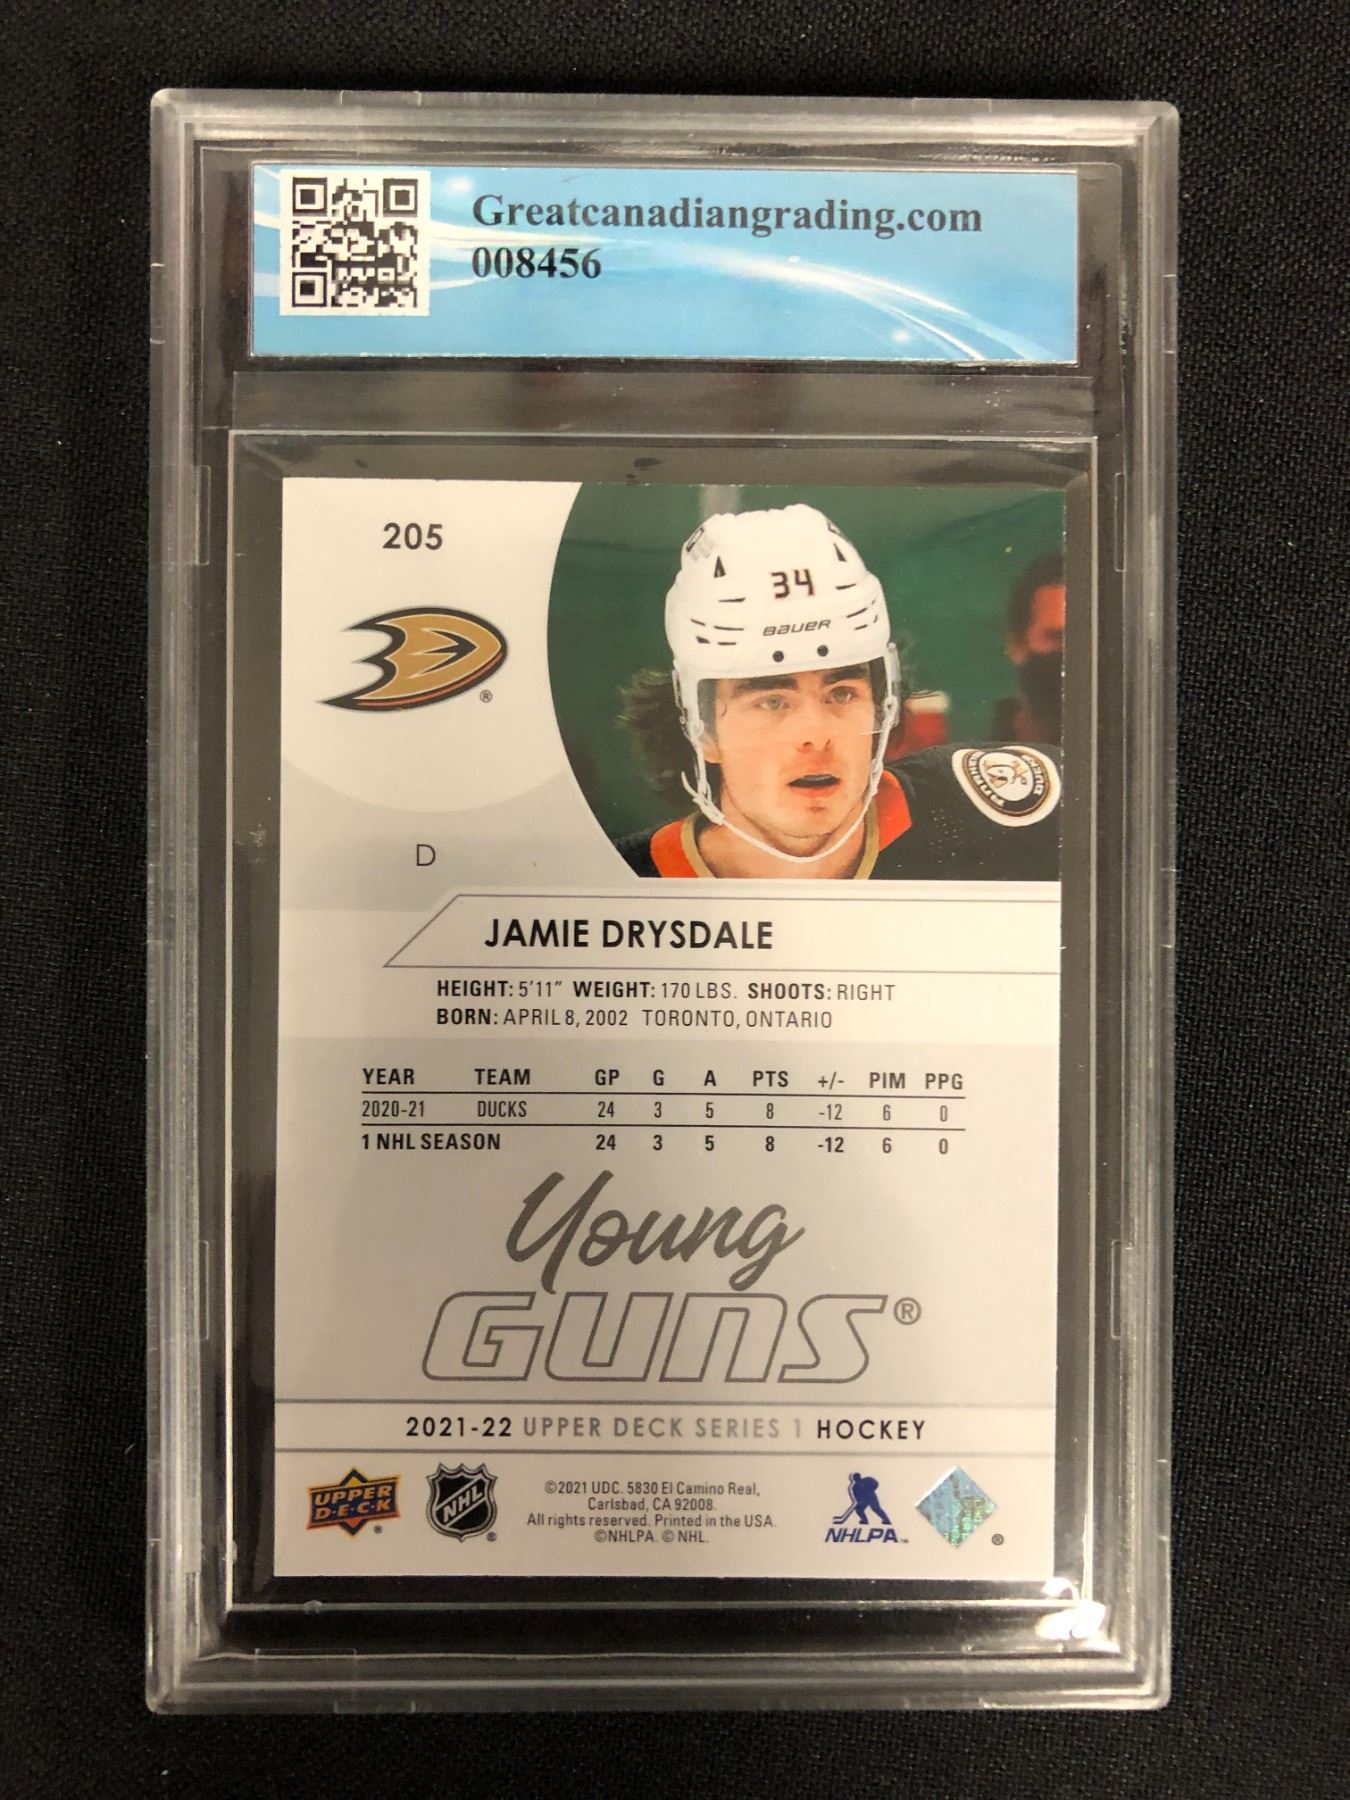 Greatcanadiangrading.com
008456
205
34
BAUER
®
D
JAMIE DRYSDALE
HEIGHT: 5'11" WEIGHT: 170 LBS. SHOOTS: RIGHT
BORN: APRIL 8, 2002 TORONTO, ONTARIO
YEAR TEAM GP G A PTS +/- PIM PPG
2020-21 DUCKS 24 3 5 8 -12 6 0
1 NHL SEASON 24 3 5 8 -12 6 0
Young
GUNS®
2021-22 UPPER DECK SERIES 1 HOCKEY
UPPER
D·E·C·K
®
NHL
®
©2021 UDC. 5830 El Camino Real,
Carlsbad, CA 92008.
All rights reserved. Printed in the USA.
©NHLPA. © NHL.
NHLPA™
®